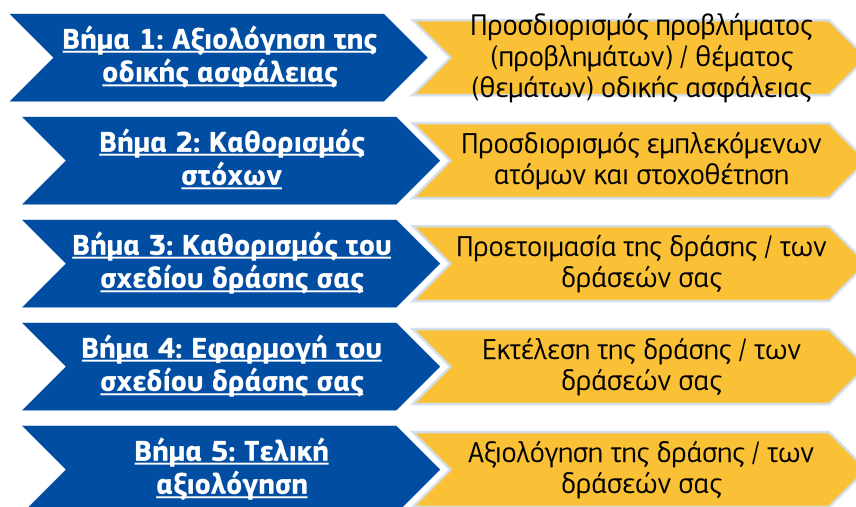 Βήμα 1: Αξιολόγηση της
οδικής ασφάλειας
Προσδιορισμός προβλήματος
(προβλημάτων) / θέματος
(θεμάτων) οδικής ασφάλειας
Βήμα 2: Καθορισμός
στόχων
Προσδιορισμός εμπλεκόμενων
ατόμων και στοχοθέτηση
Βήμα 3: Καθορισμός του
σχεδίου δράσης σας
Προετοιμασία της δράσης / των
δράσεών σας
Βήμα 4: Εφαρμογή του
σχεδίου δράσης σας
Εκτέλεση της δράσης / των
δράσεών σας
Βήμα 5: Τελική
αξιολόγηση
Αξιολόγηση της δράσης / των
δράσεών σας